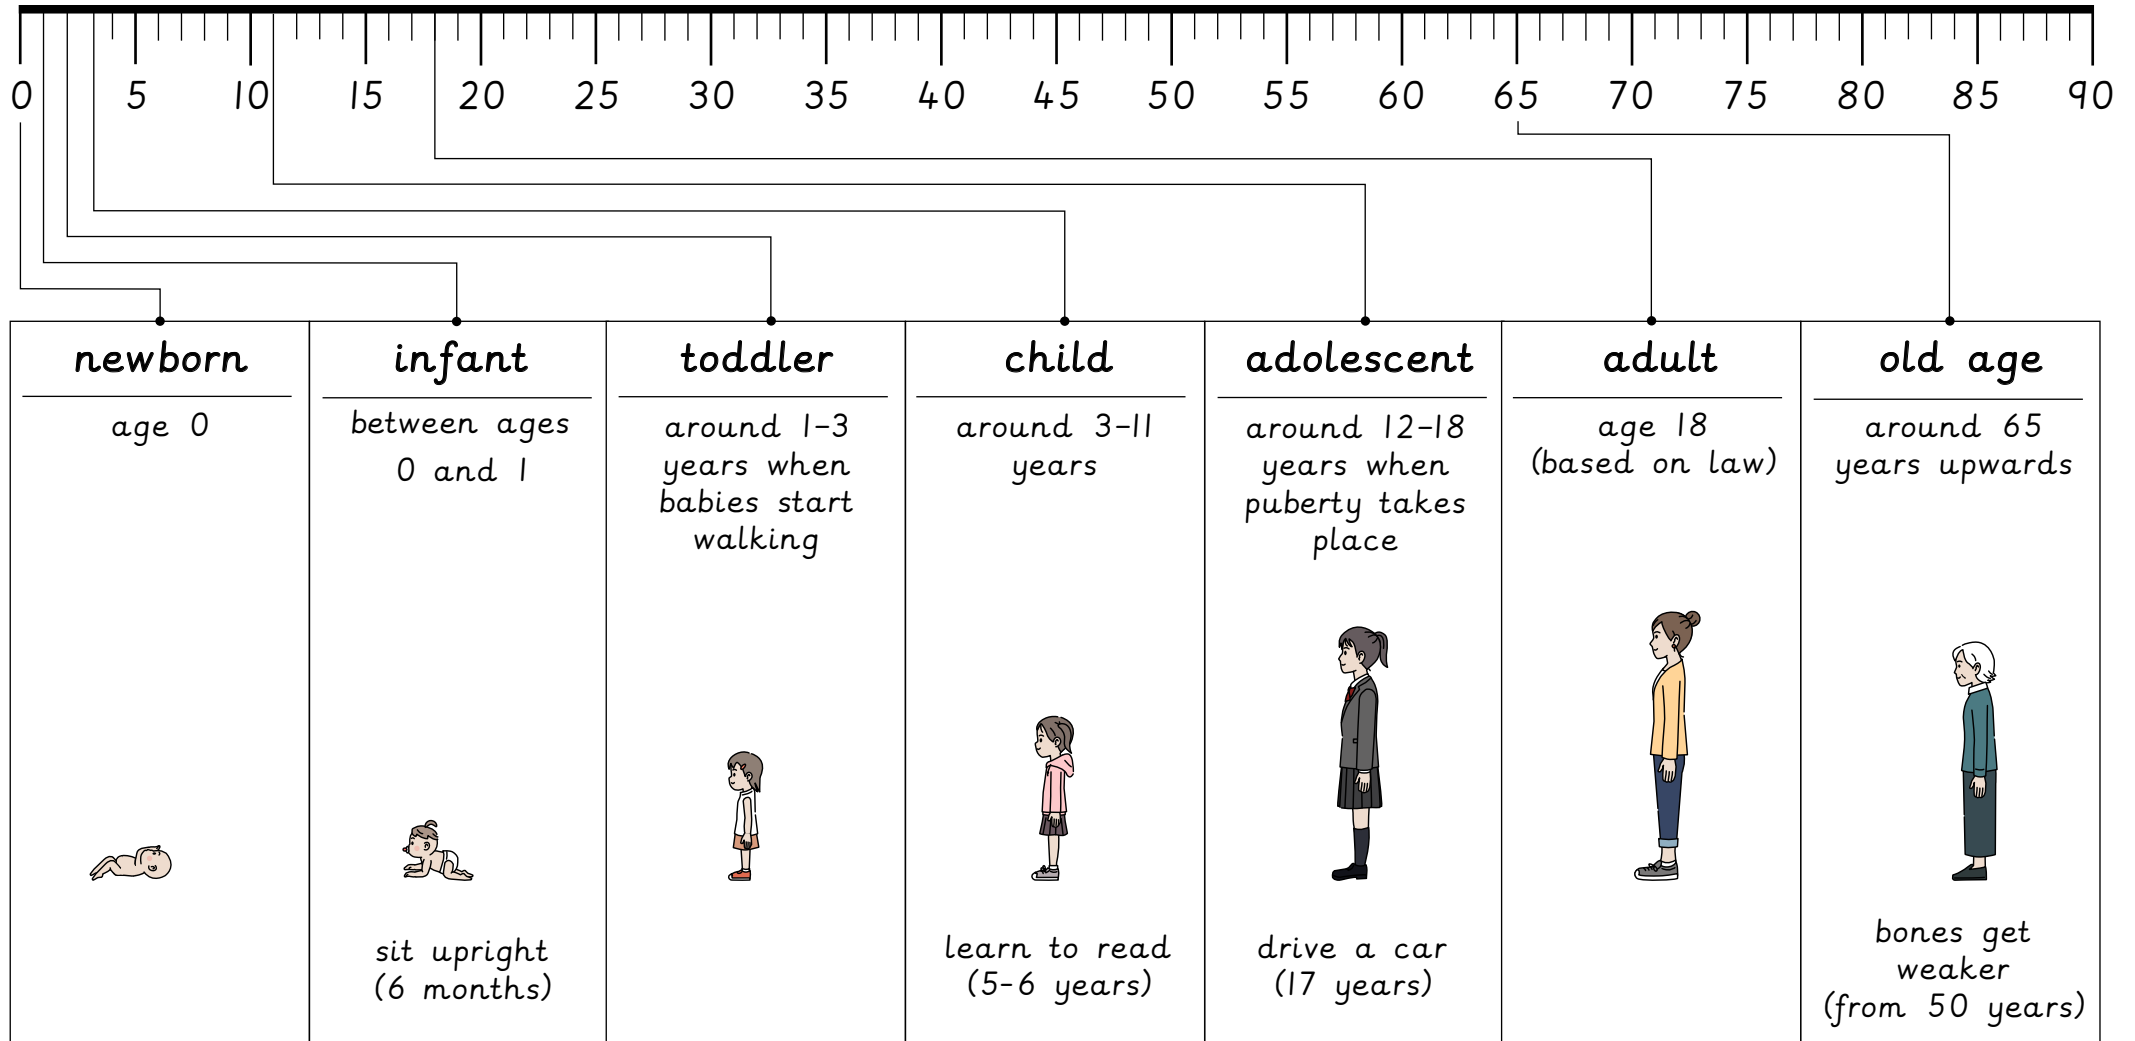 0 5 10 15 20 25 30 35 40 45 50 55 60 65 70 75 80 85 90
newborn
age 0
infant
between ages
0 and 1
sit upright
(6 months)
toddler
around 1-3
years when
babies start
walking
child
around 3-11
years
learn to read
(5-6 years)
adolescent
around 12-18
years when
puberty takes
place
drive a car
(17 years)
adult
age 18
(based on law)
old age
around 65
years upwards
bones get
weaker
(from 50 years)